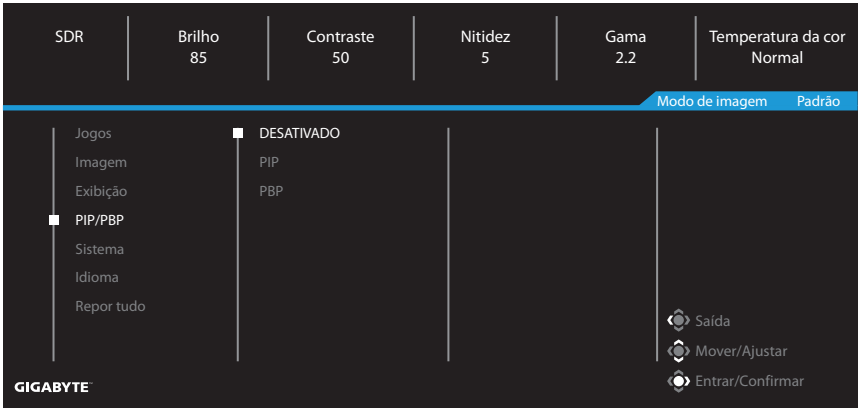 SDR Brilho Contraste Nitidez Gama Temperatura da cor
85 50 5 2.2 Normal
Modo de imagem Padrão
Jogos DESATIVADO
Imagem PIP
Exibição PBP
PIP/PBP
Sistema
Idioma
Repor tudo
Saída
Mover/Ajustar
GIGABYTE™ Entrar/Confirmar